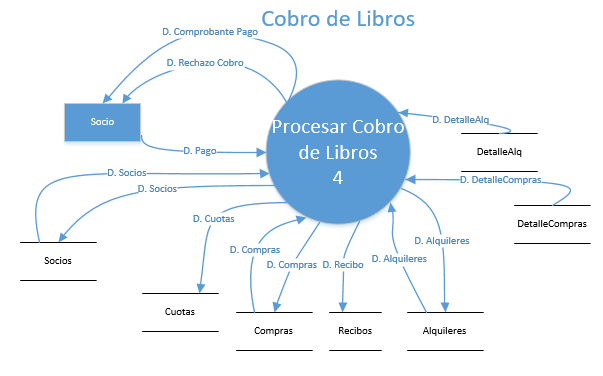 Cobro de Libros
D. Comprobante Pago
D. Rechazo Cobro
Socio
Procesar Cobro
de Libros
4
D. DetalleAlq
DetalleAlq
D. Pago
D. Socios
D. Socios
D. DetalleCompras
DetalleCompras
D. Cuotas
D. Compras
D. Compras
D. Recibo
D. Alquileres
D. Alquileres
Socios
Cuotas
Compras
Recibos
Alquileres